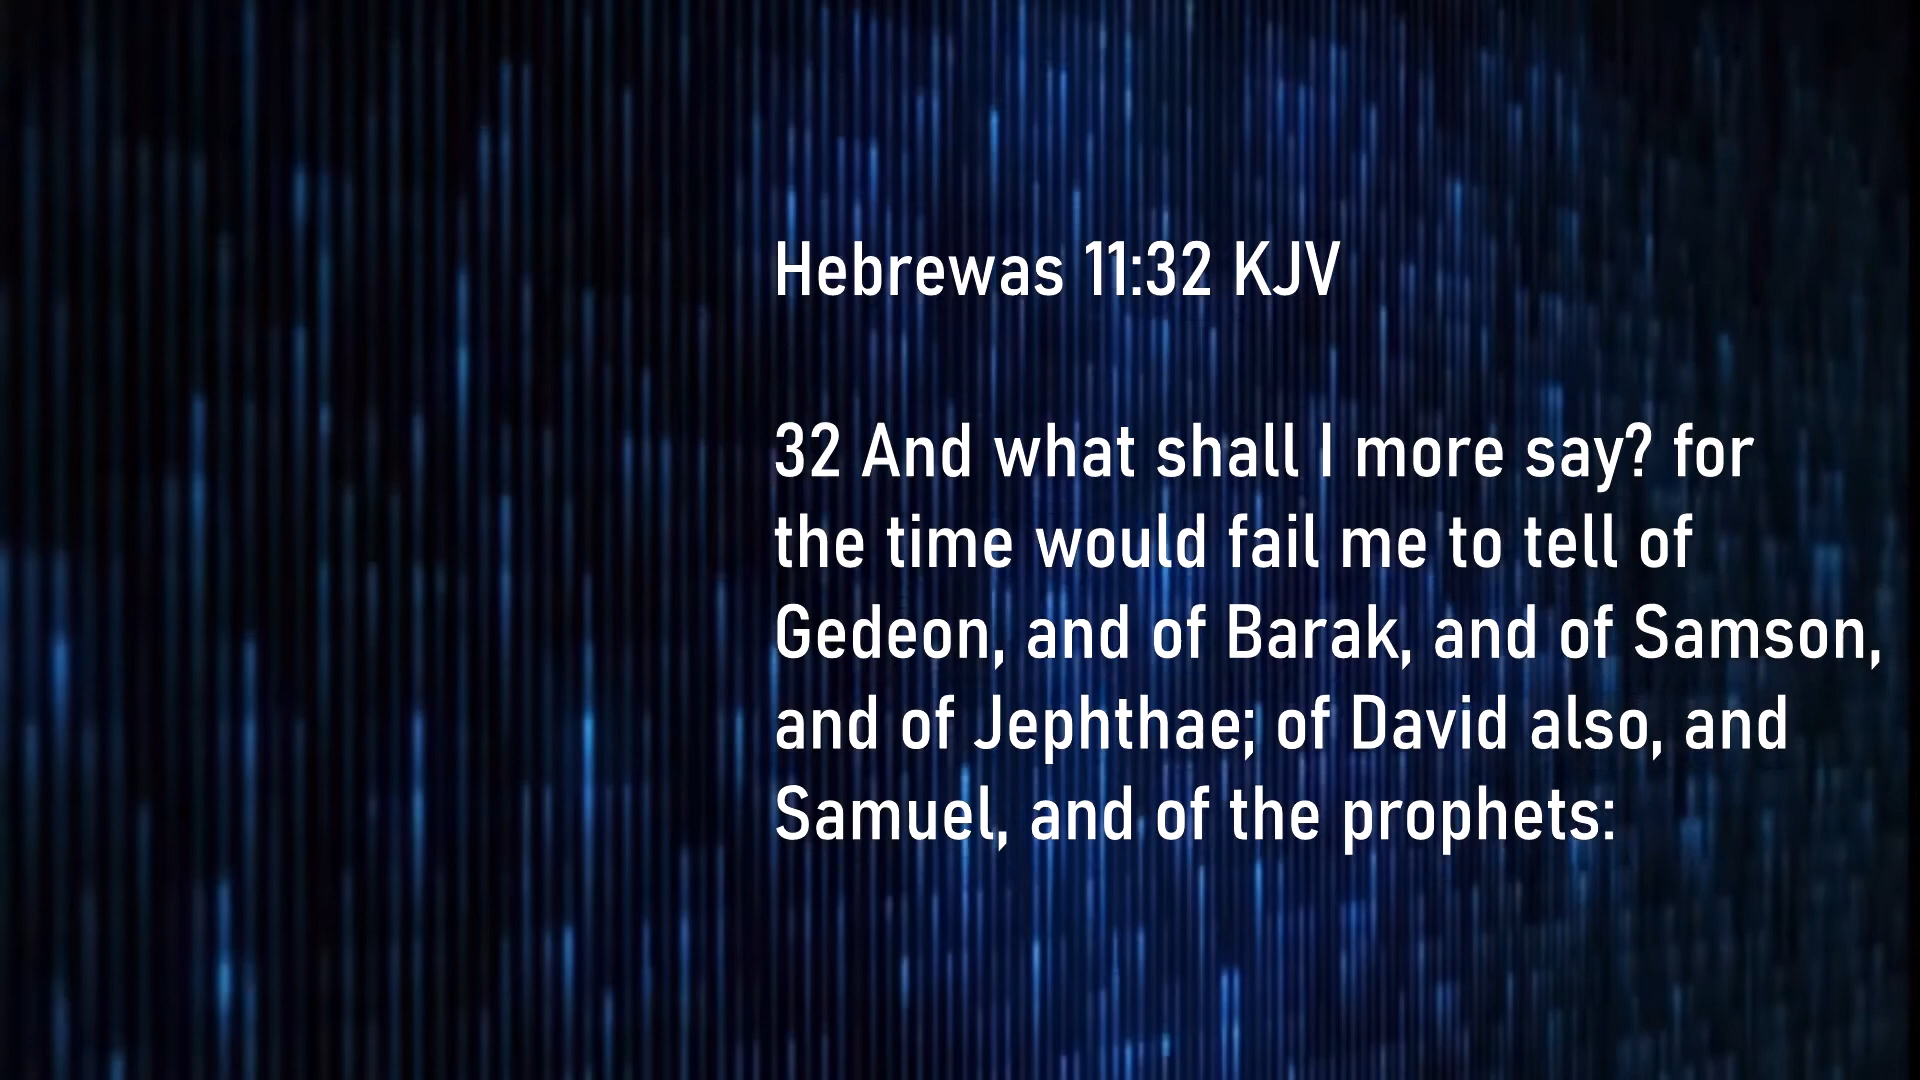 Hebrewas 11:32 KJV
32 And what shall I more say? for
the time would fail me to tell of
Gedeon, and of Barak, and of Samson,
and of Jephthae; of David also, and
Samuel, and of the prophets: